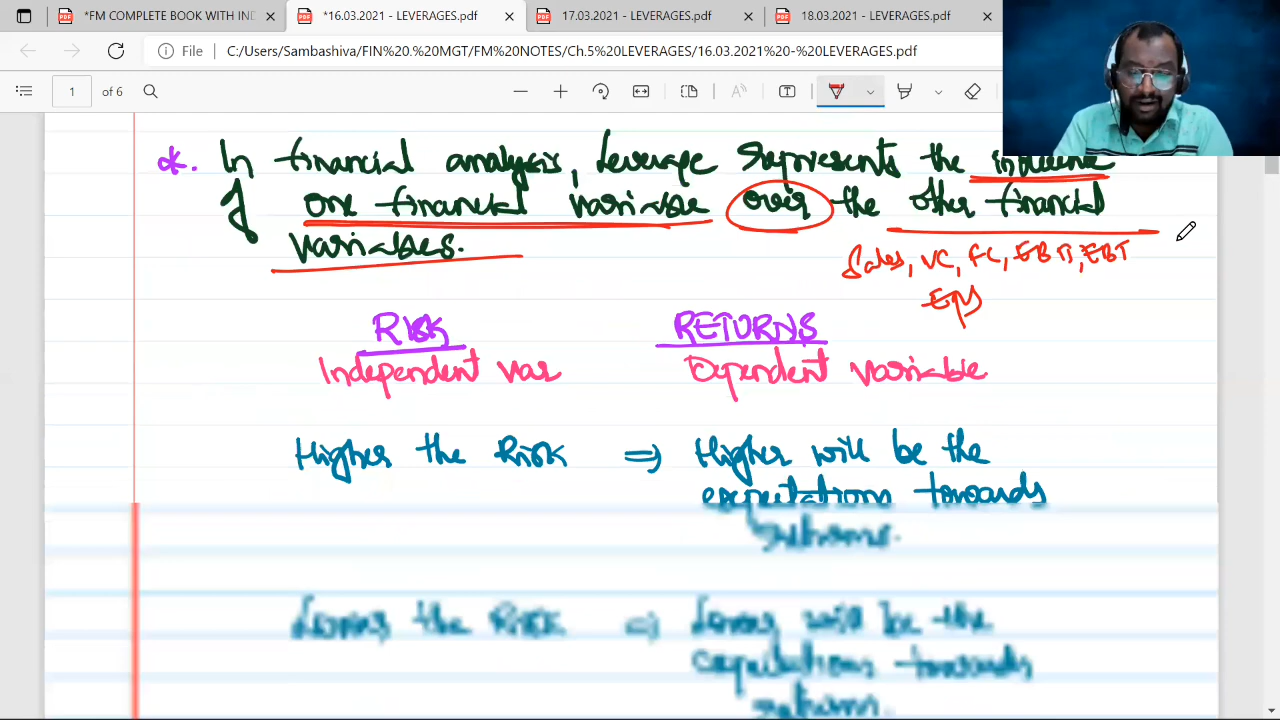 *FM COMPLETE BOOK WITH IND
*16.03.2021 - LEVERAGES.pdf
17.03.2021 - LEVERAGES.pdf
18.03.2021 - LEVERAGES.pdf
File
C:/Users/Sambashiva/FIN%20.%20MGT/FM%20NOTES/Ch.5%20LEVERAGES/16.03.2021%20-%20LEVERAGES.pdf
1 of 6
*. In financial analysis, Leverage represents the influence
of one financial variable over the other financial
variables.
Sales, VC, FC, EBIT, EBT
EPS
RISK RETURNS
Independent var Dependent variable
Higher the Risk ⇒ Higher will be the
expectations towards
returns.
Lower the Risk ⇒ Lower will be the
expectations towards
return.